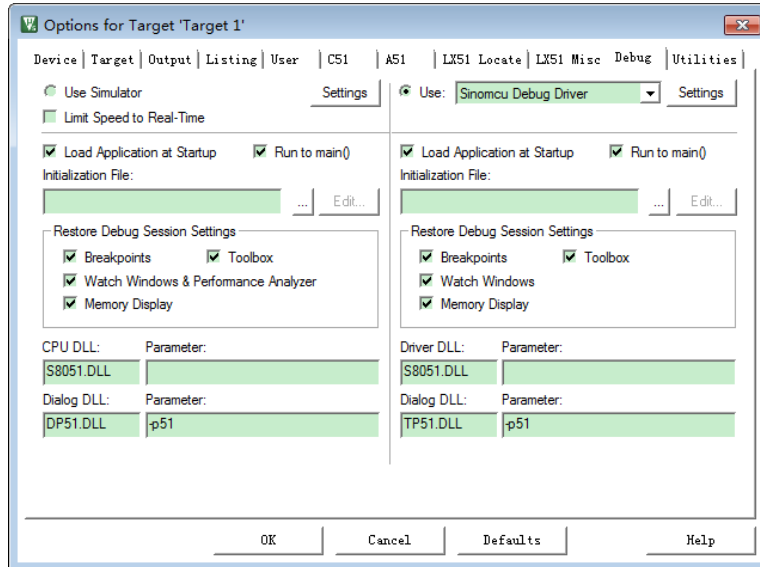 Options for Target 'Target 1'
Device Target Output Listing User C51 A51 LX51 Locate LX51 Misc Debug Utilities
Use Simulator Settings Use: Sinomcu Debug Driver Settings
Limit Speed to Real-Time
Load Application at Startup Run to main() Load Application at Startup Run to main()
Initialization File: Initialization File:
... Edit... ... Edit...
Restore Debug Session Settings Restore Debug Session Settings
Breakpoints Toolbox Breakpoints Toolbox
Watch Windows & Performance Analyzer Watch Windows
Memory Display Memory Display
CPU DLL: Parameter: Driver DLL: Parameter:
S8051.DLL S8051.DLL
Dialog DLL: Parameter: Dialog DLL: Parameter:
DP51.DLL -p51 TP51.DLL -p51
OK Cancel Defaults Help